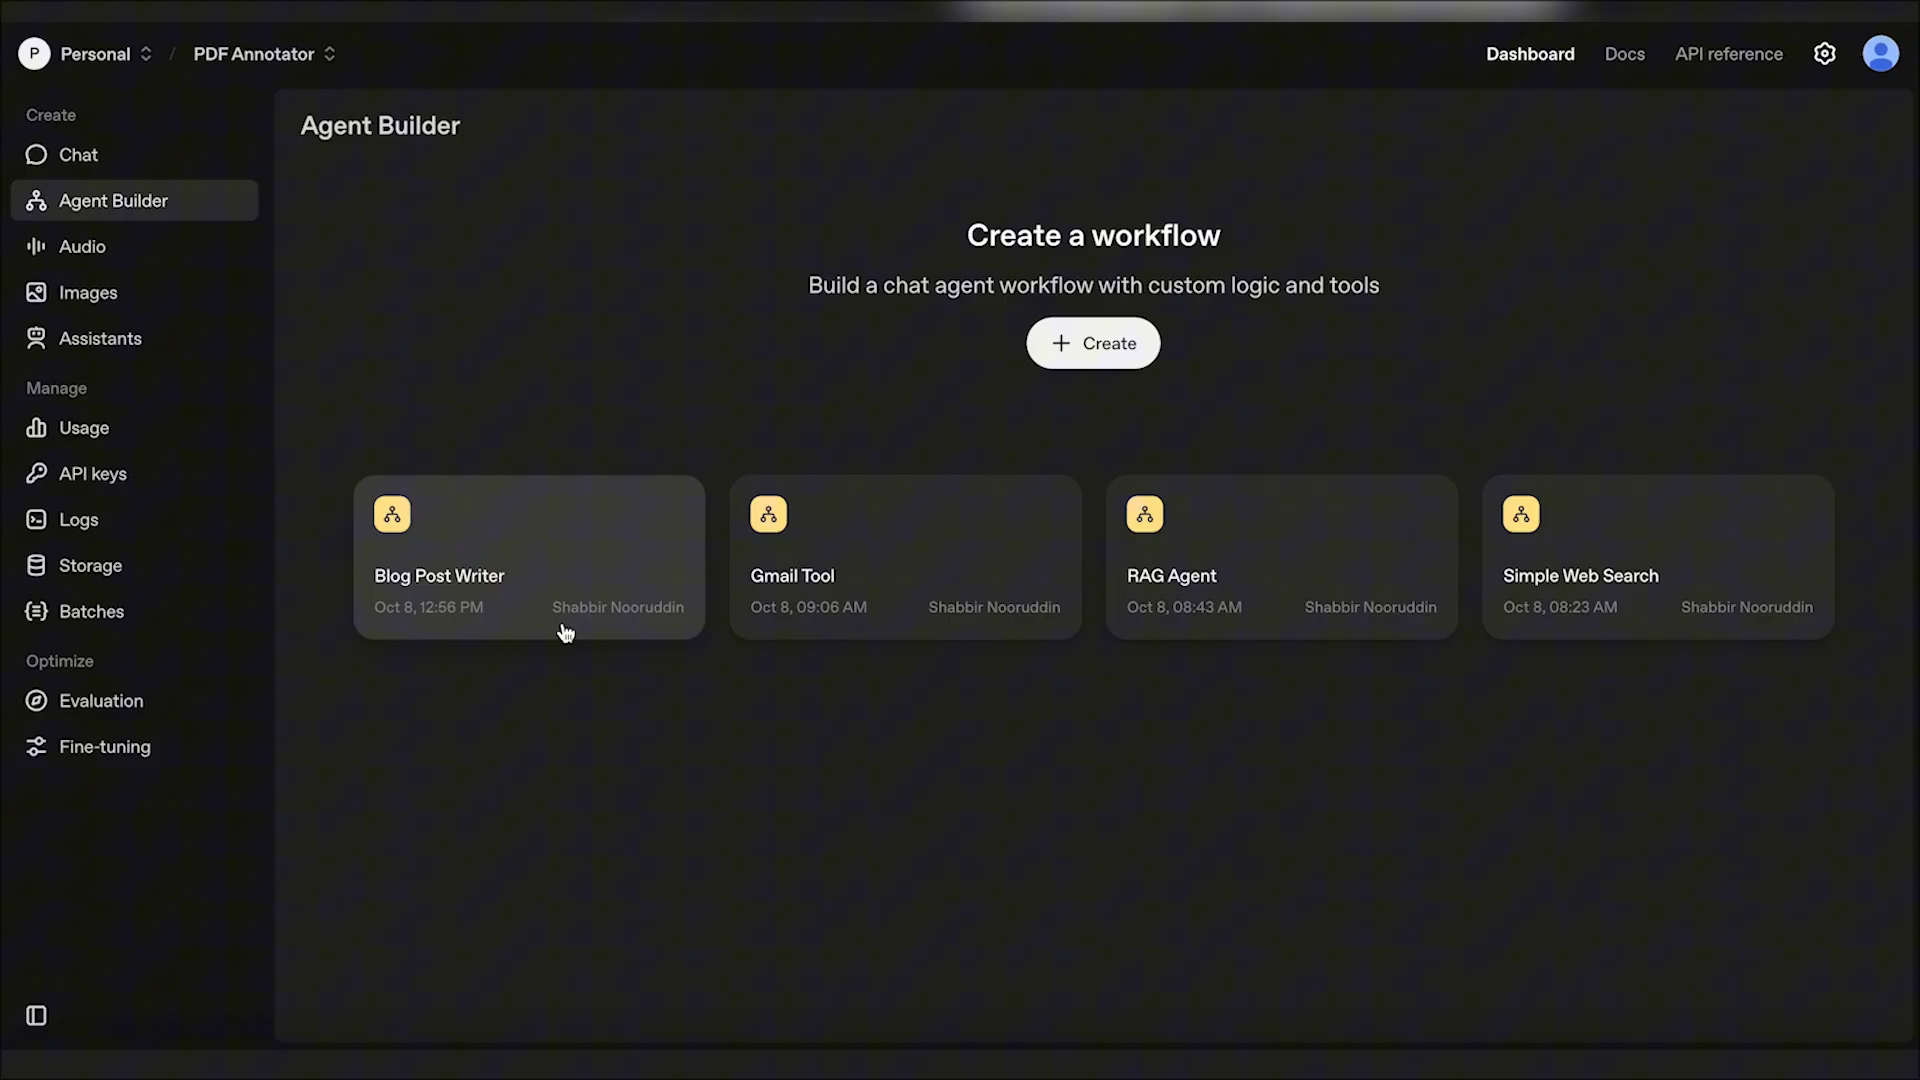 P Personal / PDF Annotator
Dashboard Docs API reference
Create
Chat
Agent Builder
Audio
Images
Assistants
Manage
Usage
API keys
Logs
Storage
Batches
Optimize
Evaluation
Fine-tuning
Agent Builder
Create a workflow
Build a chat agent workflow with custom logic and tools
+ Create
Blog Post Writer
Oct 8, 12:56 PM Shabbir Nooruddin
Gmail Tool
Oct 8, 09:06 AM Shabbir Nooruddin
RAG Agent
Oct 8, 08:43 AM Shabbir Nooruddin
Simple Web Search
Oct 8, 08:23 AM Shabbir Nooruddin